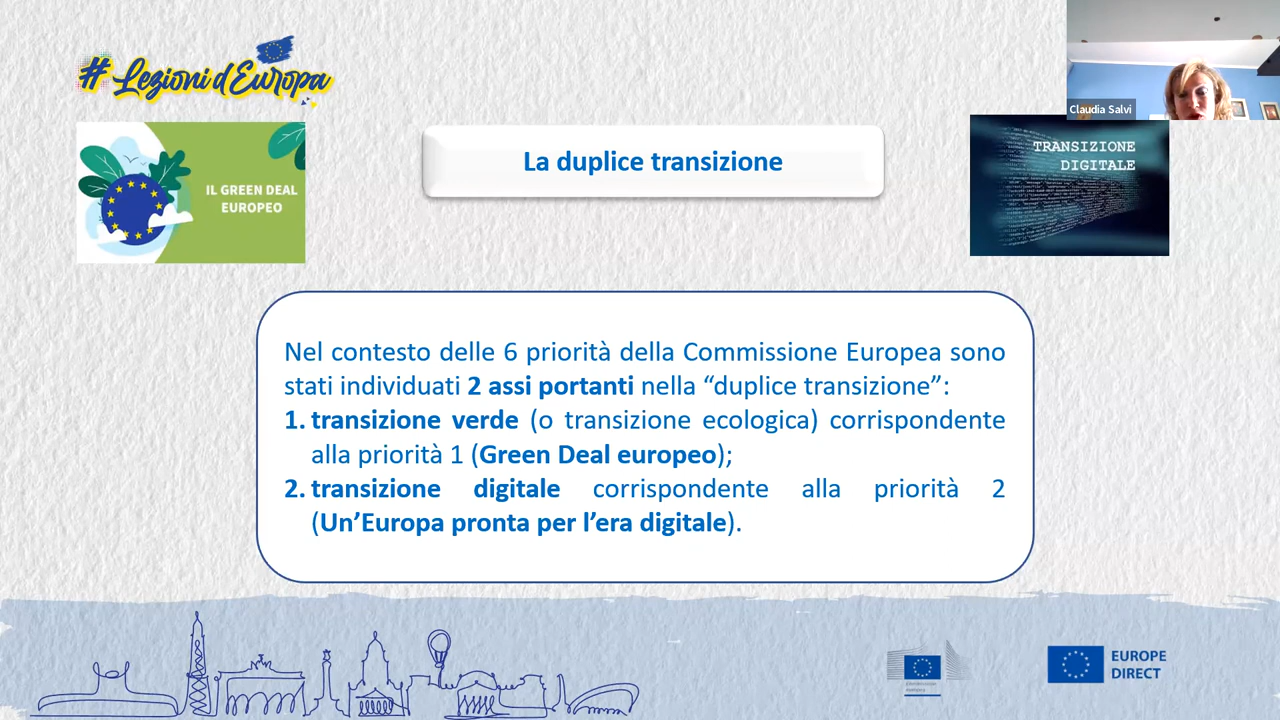 # Lezioni d'Europa
Claudia Salvi
IL GREEN DEAL
EUROPEO
La duplice transizione
TRANSIZIONE
DIGITALE
Nel contesto delle 6 priorità della Commissione Europea sono
stati individuati 2 assi portanti nella “duplice transizione”:
1. transizione verde (o transizione ecologica) corrispondente
alla priorità 1 (Green Deal europeo);
2. transizione digitale corrispondente alla priorità 2
(Un’Europa pronta per l’era digitale).
EUROPE
DIRECT